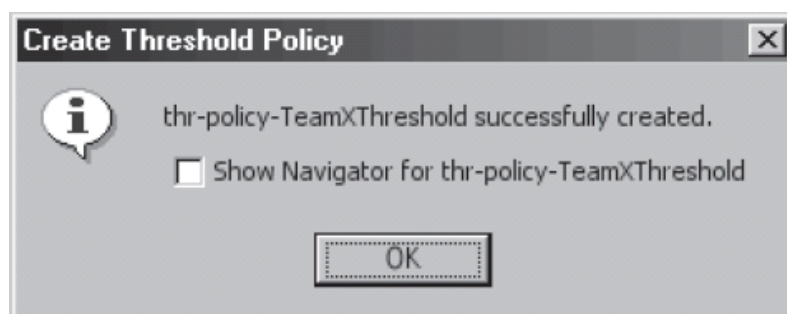 Create Threshold Policy
thr-policy-TeamXThreshold successfully created.
Show Navigator for thr-policy-TeamXThreshold
OK